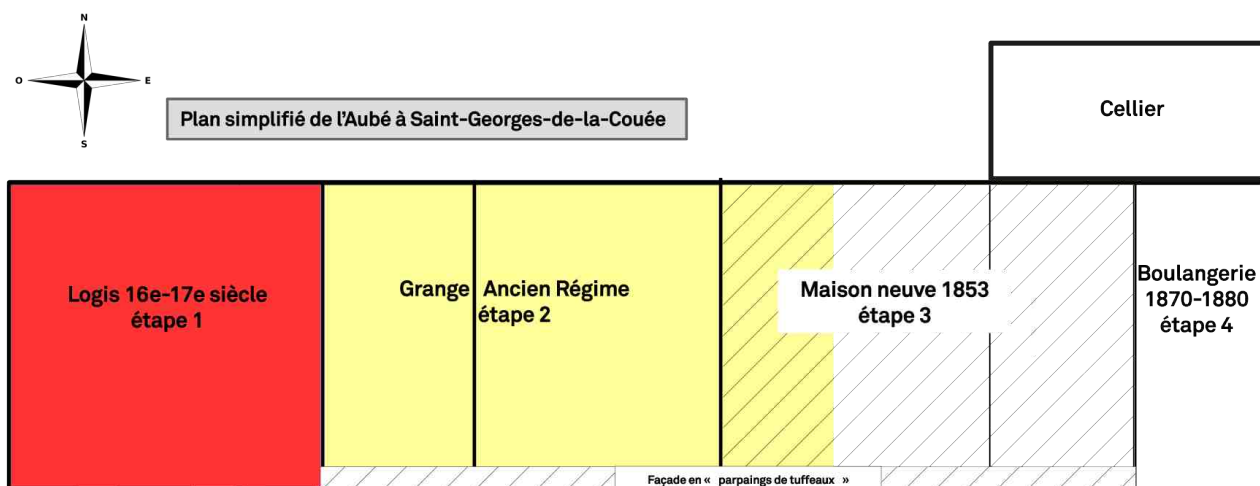 N
O
E
S
Plan simplifié de l'Aubé à Saint-Georges-de-la-Couée
Cellier
Logis 16e-17e siècle
étape 1
Grange Ancien Régime
étape 2
Maison neuve 1853
étape 3
Boulangerie
1870-1880
étape 4
Façade en « parpaings de tuffeaux »